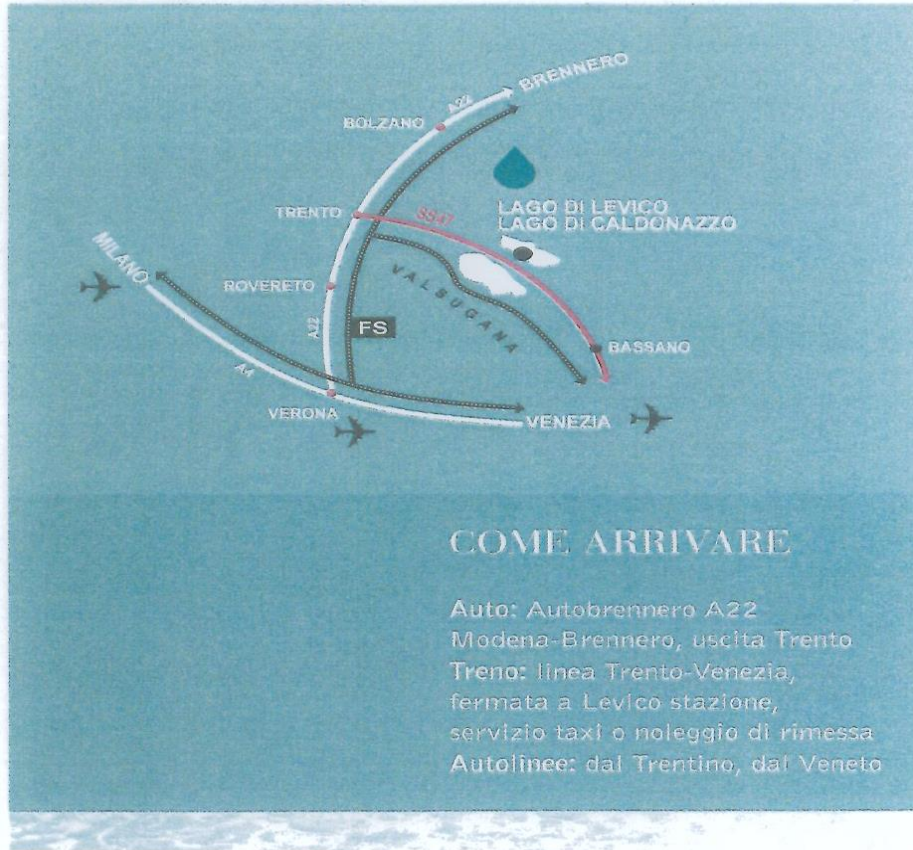 BRENNERO
A22
BOLZANO
TRENTO
SS47
LAGO DI LEVICO
LAGO DI CALDONAZZO
MILANO
ROVERETO
VALSUGANA
A22
FS
BASSANO
A4
VERONA
VENEZIA
COME ARRIVARE
Auto: Autobrennero A22
Modena-Brennero, uscita Trento
Treno: linea Trento-Venezia,
fermata a Levico stazione,
servizio taxi o noleggio di rimessa
Autolinee: dal Trentino, dal Veneto